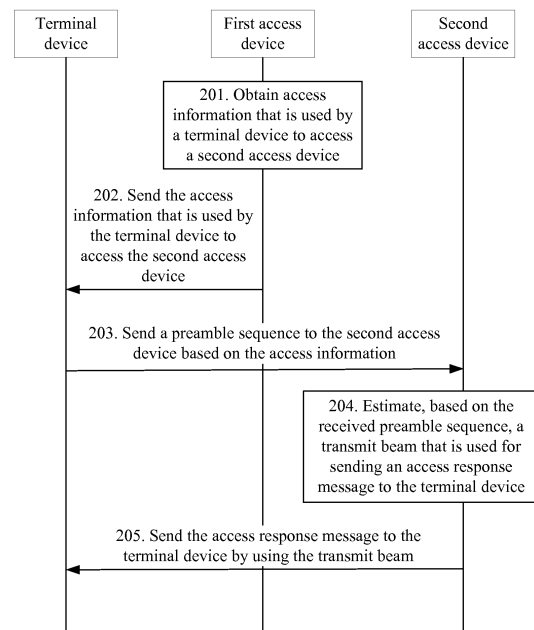 Terminal
device
First access
device
Second
access device
201. Obtain access
information that is used by
a terminal device to access
a second access device
202. Send the access
information that is used by
the terminal device to
access the second access
device
203. Send a preamble sequence to the second access
device based on the access information
204. Estimate, based on the
received preamble sequence, a
transmit beam that is used for
sending an access response
message to the terminal device
205. Send the access response message to the
terminal device by using the transmit beam